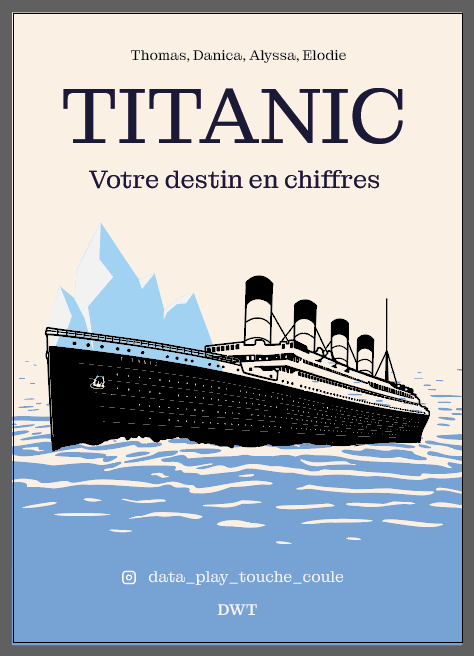 Thomas, Danica, Alyssa, Elodie
TITANIC
Votre destin en chiffres
data_play_touche_coule
DWT